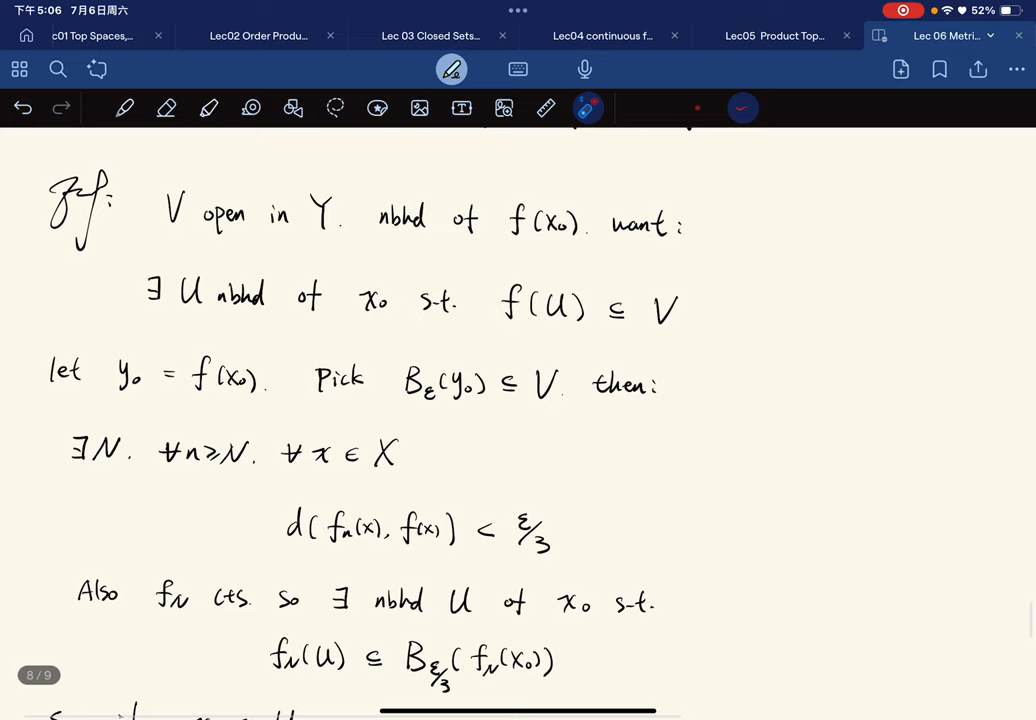 下午5:06 7月6日周六
52%
c01 Top Spaces,...
Lec02 Order Produ...
Lec 03 Closed Sets...
Lec04 continuous f...
Lec05 Product Top...
Lec 06 Metri...
V open in Y. nbhd of f(x₀). want:
∃ U nbhd of x₀ s.t. f(U) ⊆ V
let y₀ = f(x₀). Pick B_ε(y₀) ⊆ V. then:
∃N. ∀n≥N. ∀ x ∈ X
d(fₙ(x), f(x)) < ε/3
Also f_N cts. so ∃ nbhd U of x₀ s.t.
f_N(U) ⊆ B_ε/3(f_N(x₀))
8 / 9